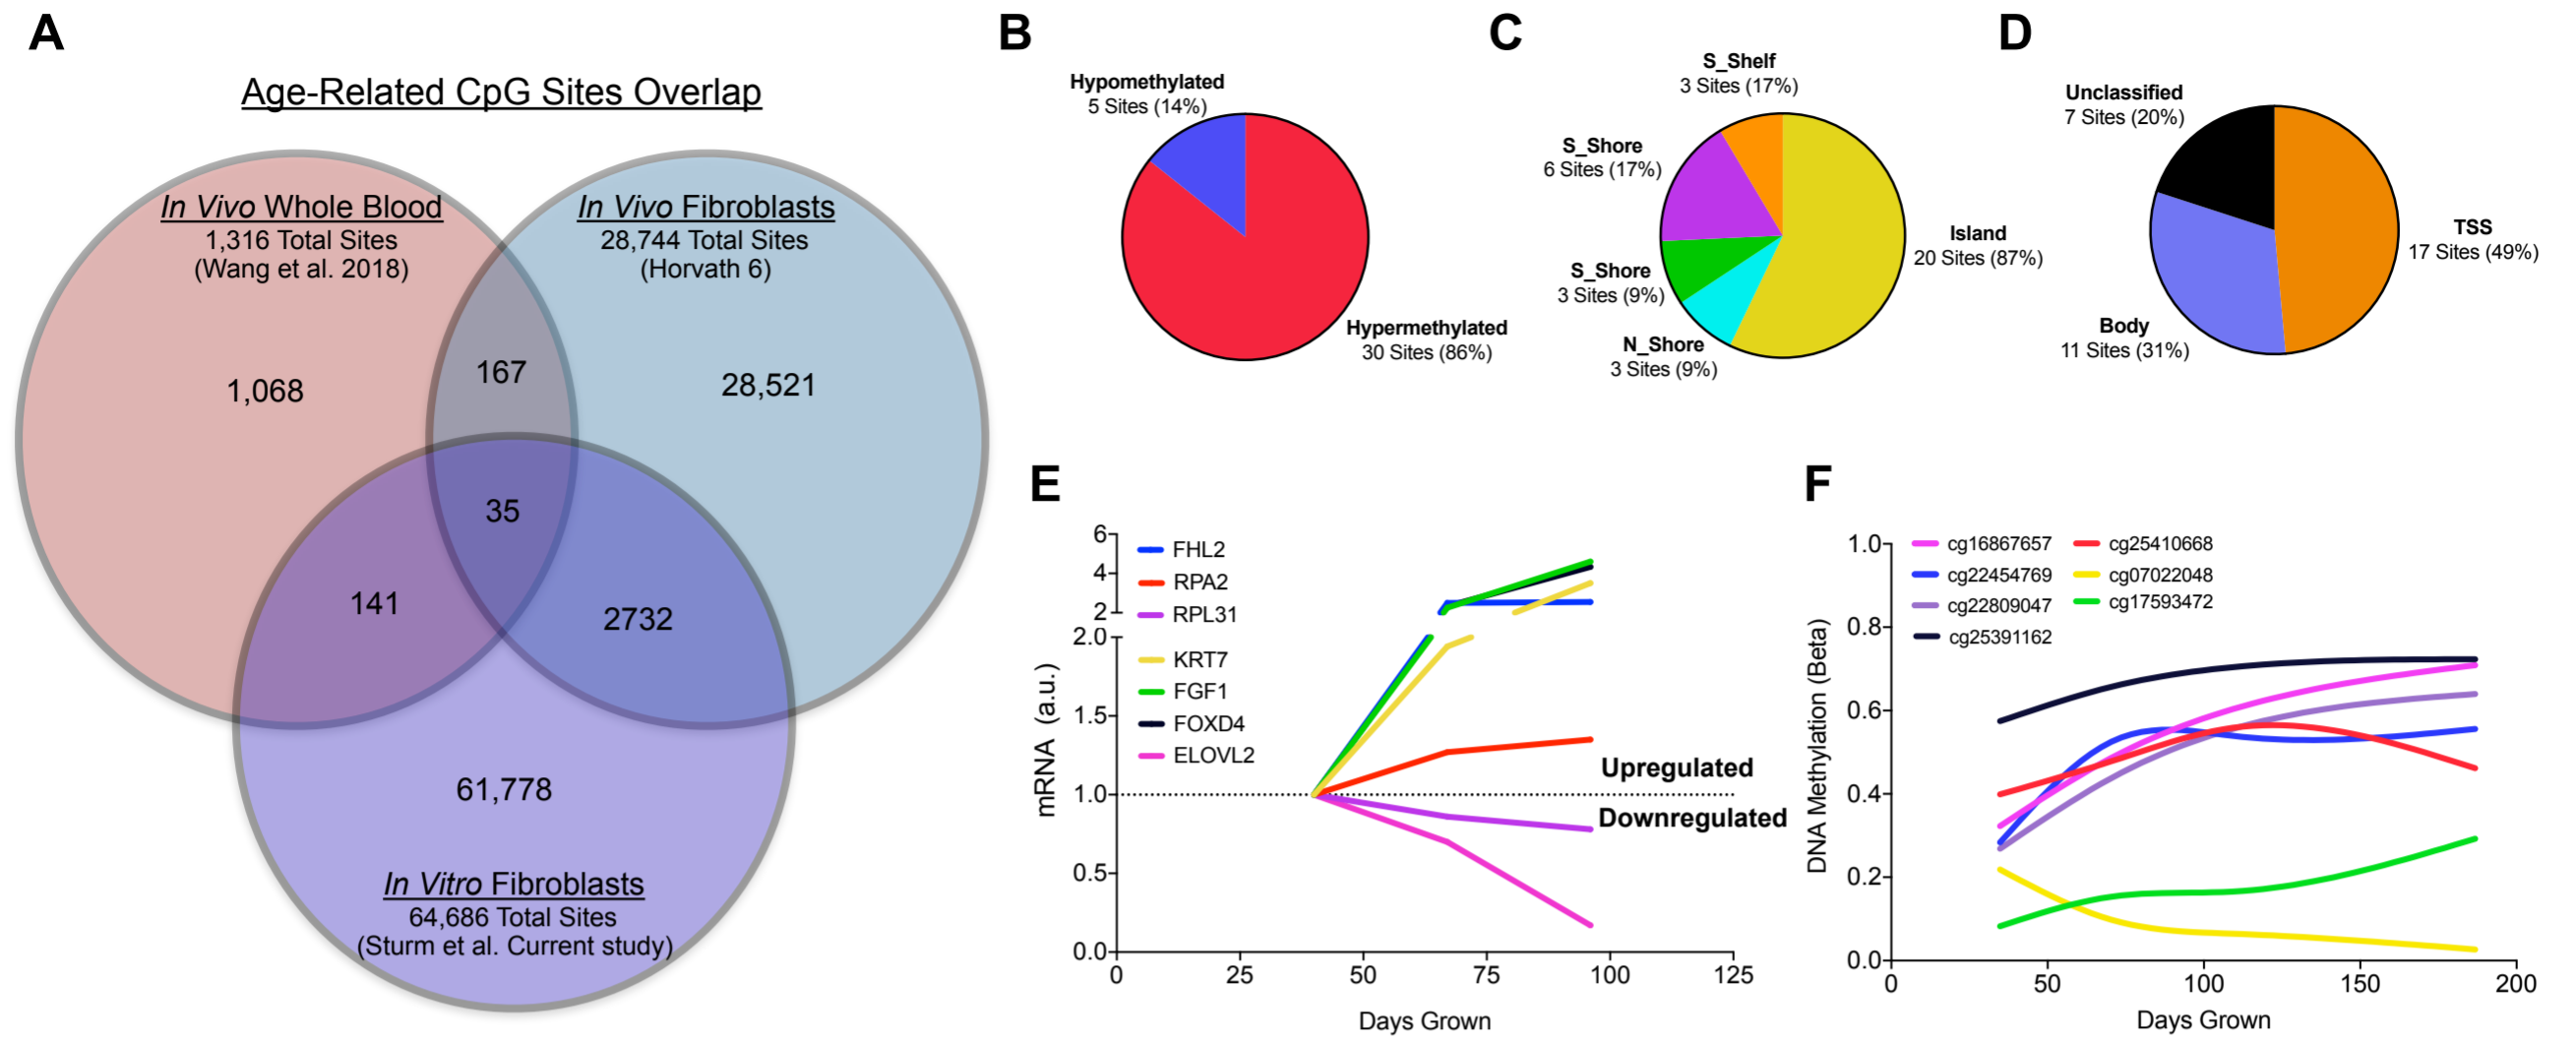 A
Age-Related CpG Sites Overlap
In Vivo Whole Blood
1,316 Total Sites
(Wang et al. 2018)
In Vivo Fibroblasts
28,744 Total Sites
(Horvath 6)
1,068
167
28,521
35
141
2732
61,778
In Vitro Fibroblasts
64,686 Total Sites
(Sturm et al. Current study)
B
Hypomethylated
5 Sites (14%)
Hypermethylated
30 Sites (86%)
C
S_Shelf
3 Sites (17%)
S_Shore
6 Sites (17%)
S_Shore
3 Sites (9%)
N_Shore
3 Sites (9%)
Island
20 Sites (87%)
D
Unclassified
7 Sites (20%)
TSS
17 Sites (49%)
Body
11 Sites (31%)
E
mRNA (a.u.)
6
4
2
2.0
1.5
1.0
0.5
0.0
FHL2
RPA2
RPL31
KRT7
FGF1
FOXD4
ELOVL2
Upregulated
Downregulated
0
25
50
75
100
125
Days Grown
F
DNA Methylation (Beta)
1.0
0.8
0.6
0.4
0.2
0.0
cg16867657
cg22454769
cg22809047
cg25391162
cg25410668
cg07022048
cg17593472
0
50
100
150
200
Days Grown